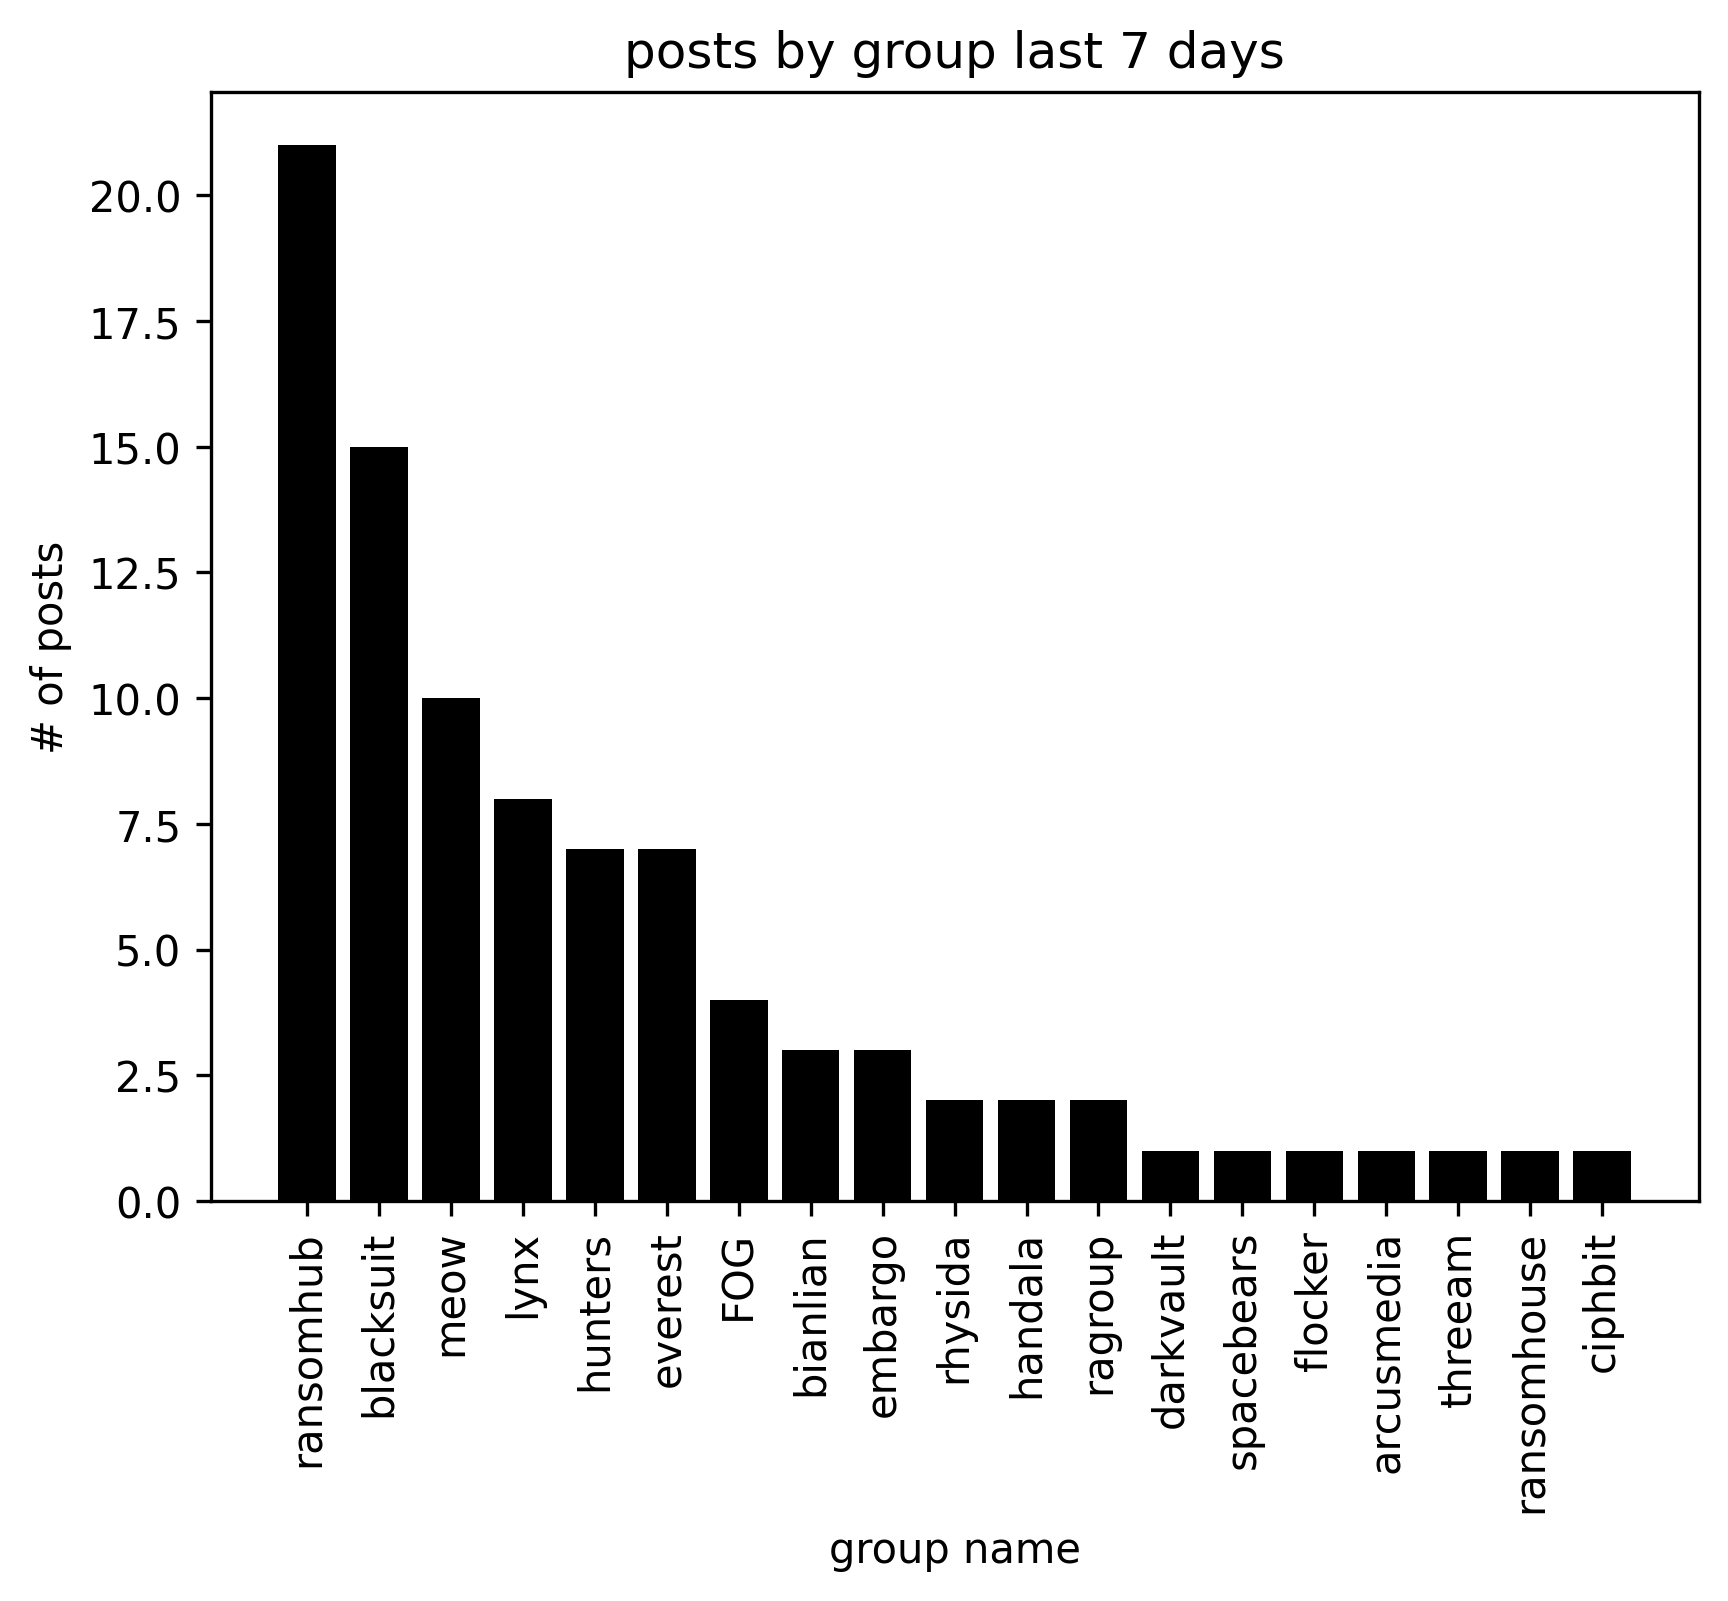 posts by group last 7 days
# of posts
20.0
17.5
15.0
12.5
10.0
7.5
5.0
2.5
0.0
ransomhub
blacksuit
meow
lynx
hunters
everest
FOG
bianlian
embargo
rhysida
handala
ragroup
darkvault
spacebears
flocker
arcusmedia
threeam
ransomhouse
ciphbit
group name